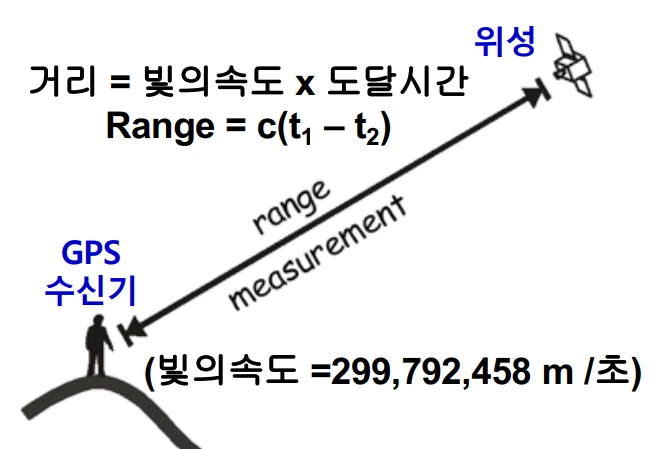 위성
거리 = 빛의속도 x 도달시간
Range = c(t₁ – t₂)
range
measurement
GPS
수신기
(빛의속도 =299,792,458 m /초)